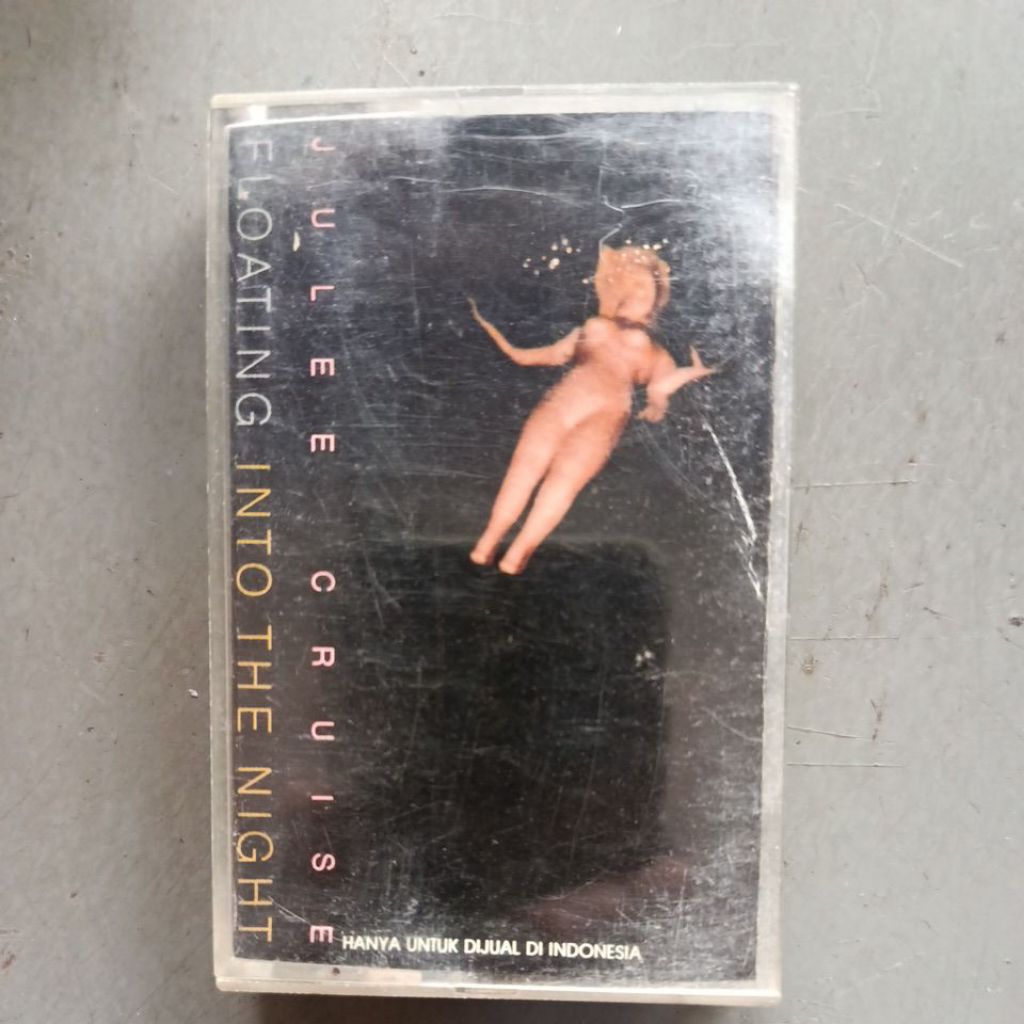 JULEE CRUISE
FLOATING INTO THE NIGHT
HANYA UNTUK DIJUAL DI INDONESIA